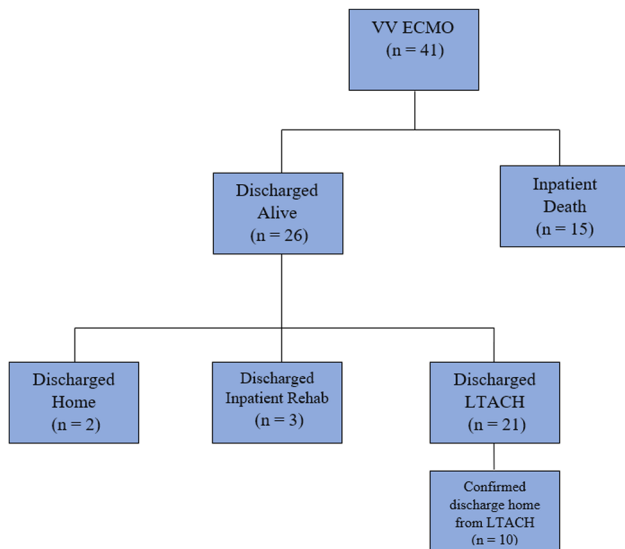 VV ECMO
(n = 41)
Discharged
Alive
(n = 26)
Inpatient
Death
(n = 15)
Discharged
Home
(n = 2)
Discharged
Inpatient Rehab
(n = 3)
Discharged
LTACH
(n = 21)
Confirmed
discharge home
from LTACH
(n = 10)